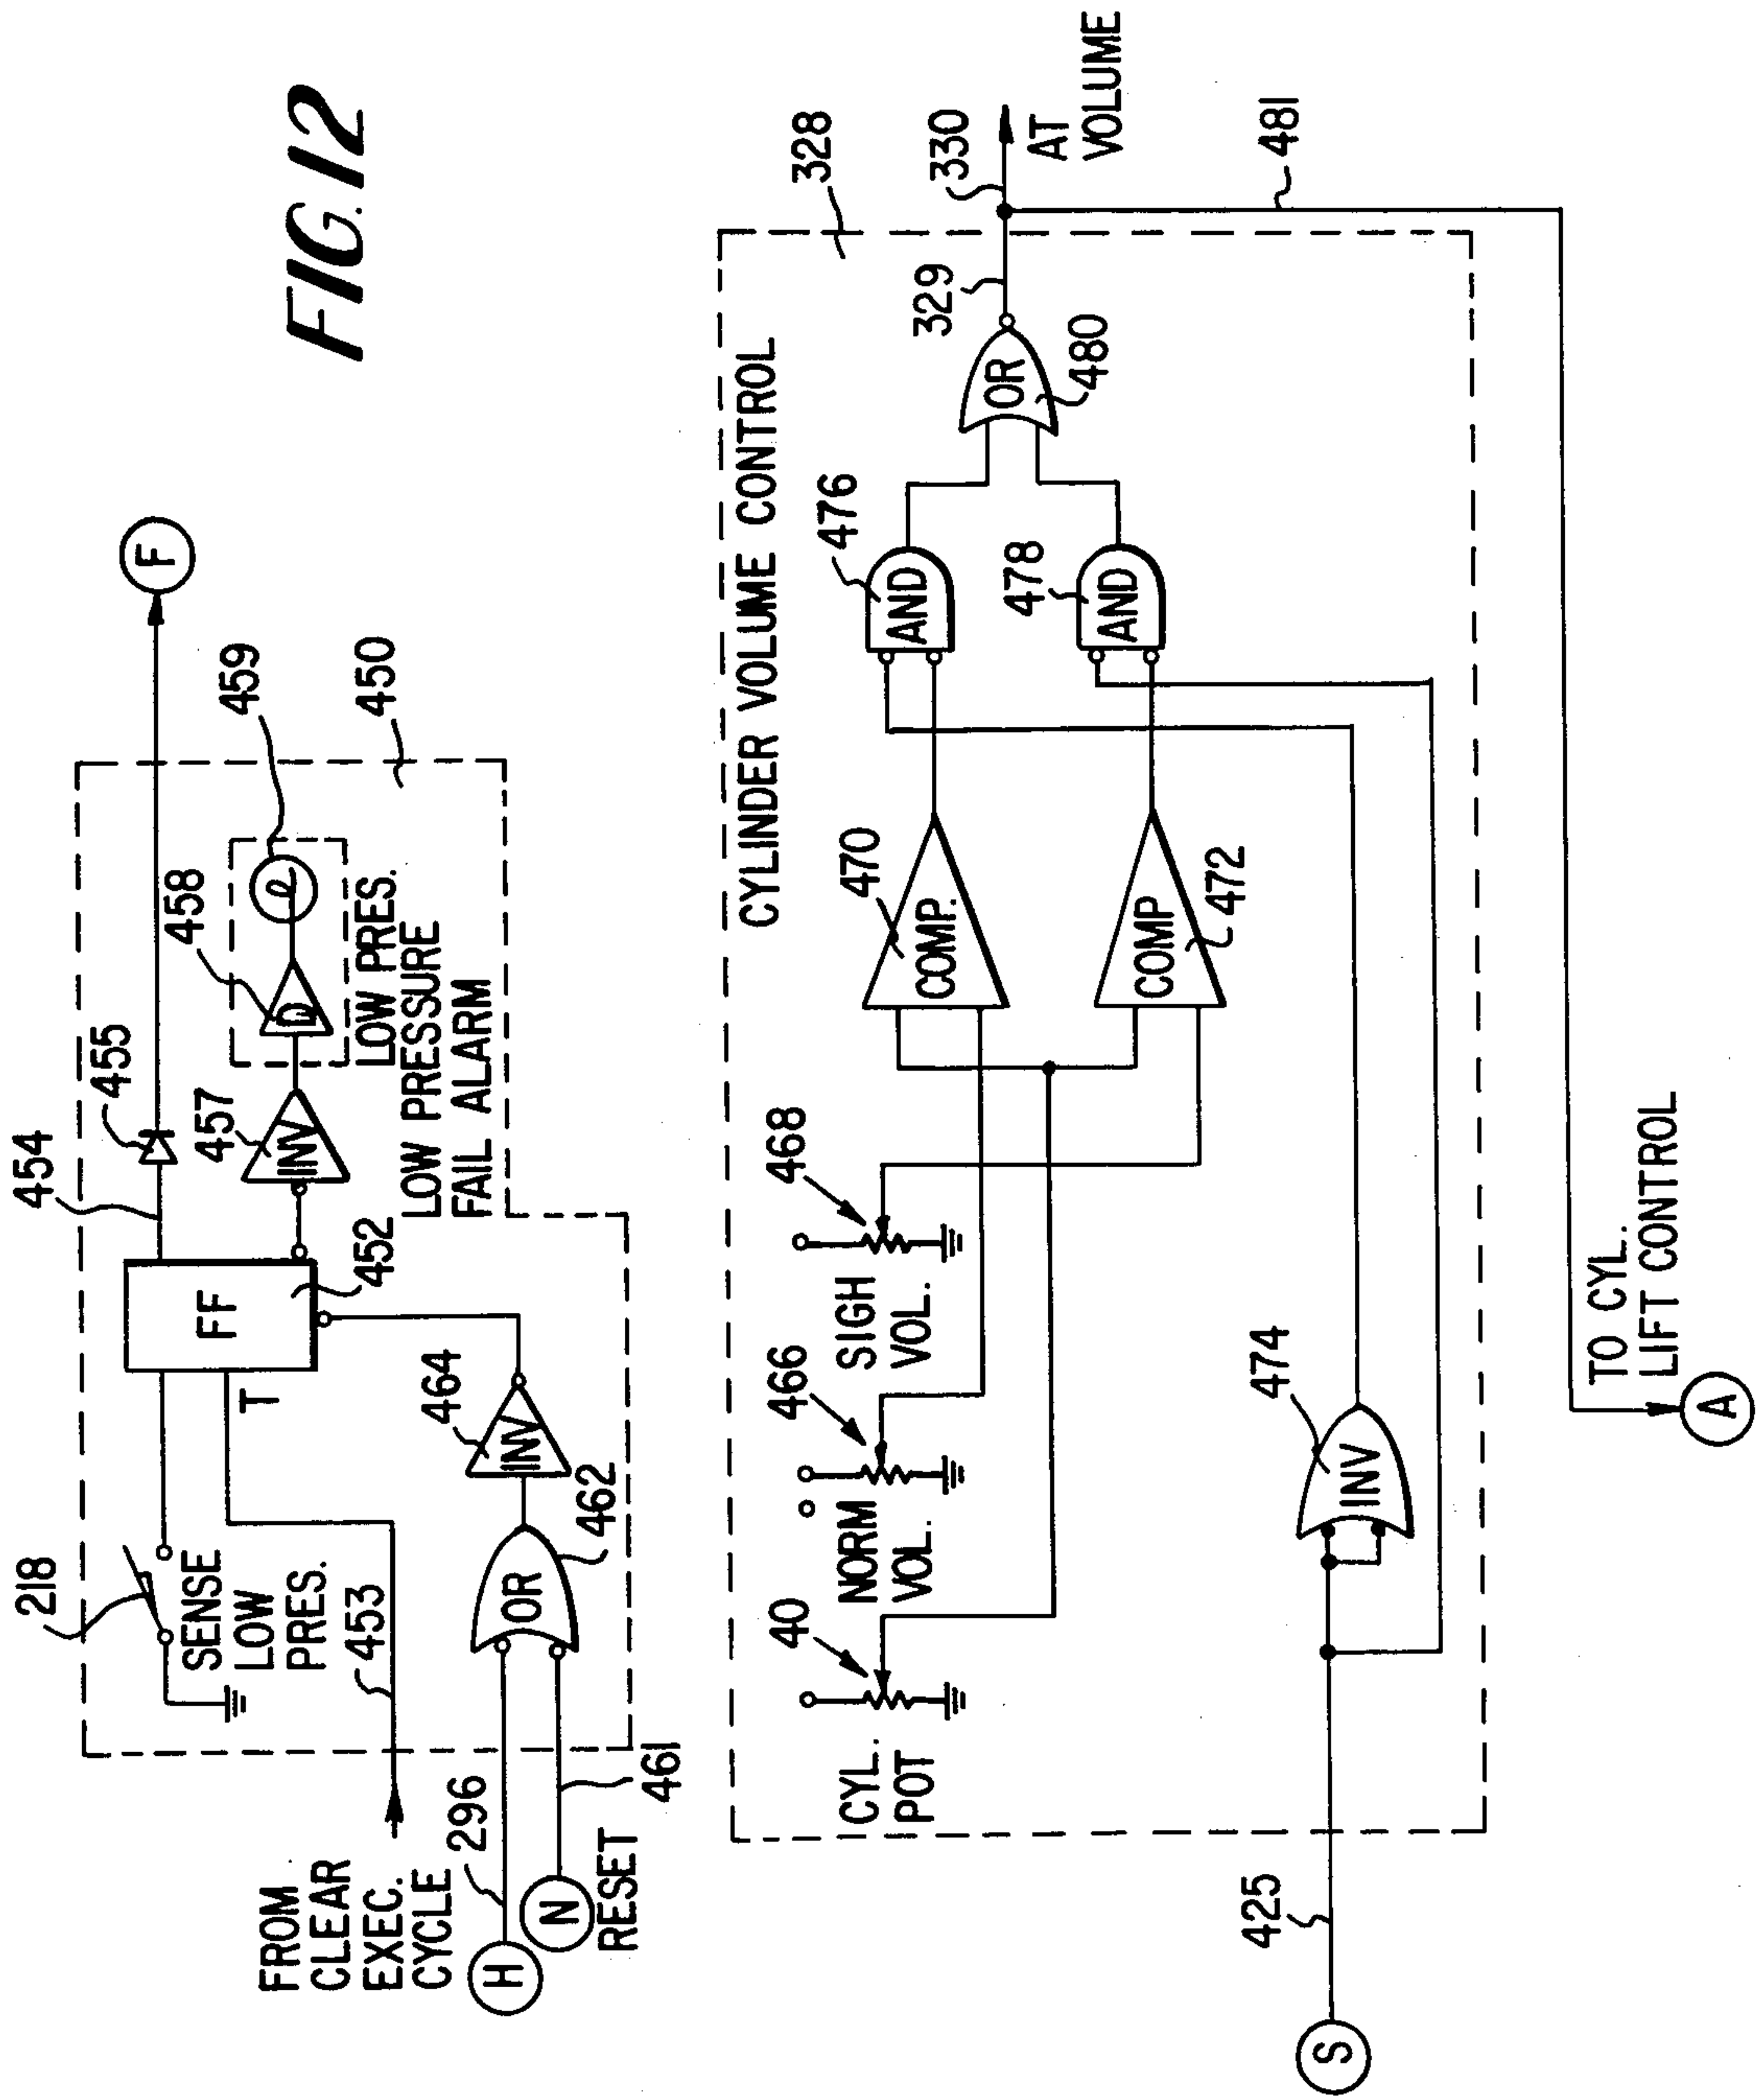 FIG. 12
454
455
F
218
SENSE
LOW
PRES.
FF
T
452
457
INV
458
D
459
ℓ
450
LOW PRES.
LOW PRESSURE
FAIL ALARM
453
FROM
CLEAR
EXEC.
CYCLE
464
INV
OR
462
H
296
N
461
RESET
CYLINDER VOLUME CONTROL
328
CYL.
POT
40
NORM
VOL.
466
SIGH
VOL.
468
470
COMP.
COMP
472
476
AND
478
AND
OR
480
329
330
AT
VOLUME
481
S
425
474
INV
TO CYL.
LIFT CONTROL
A